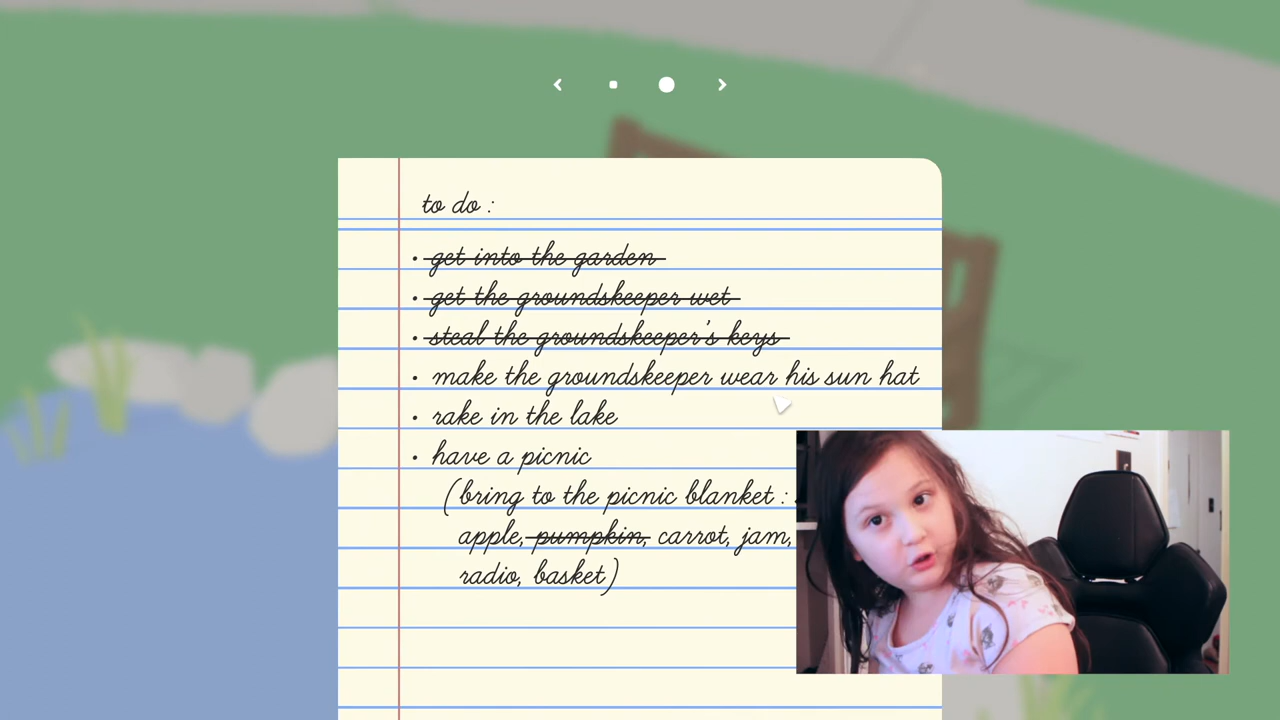 to do :
• get into the garden
• get the groundskeeper wet
• steal the groundskeeper's keys
• make the groundskeeper wear his sun hat
• rake in the lake
• have a picnic
(bring to the picnic blanket :
apple, pumpkin, carrot, jam,
radio, basket)